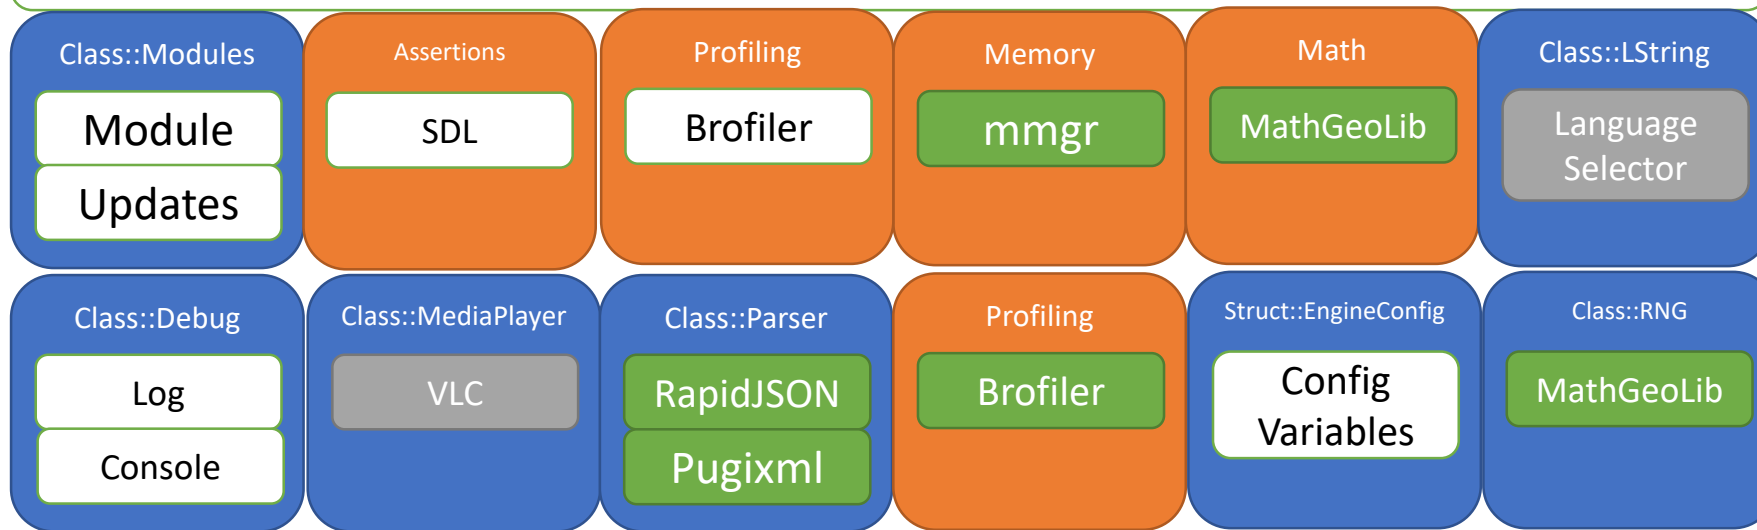 Class::Modules
Module
Updates
Assertions
SDL
Profiling
Brofiler
Memory
mmgr
Math
MathGeoLib
Class::LString
Language
Selector
Class::Debug
Log
Console
Class::MediaPlayer
VLC
Class::Parser
RapidJSON
Pugixml
Profiling
Brofiler
Struct::EngineConfig
Config
Variables
Class::RNG
MathGeoLib